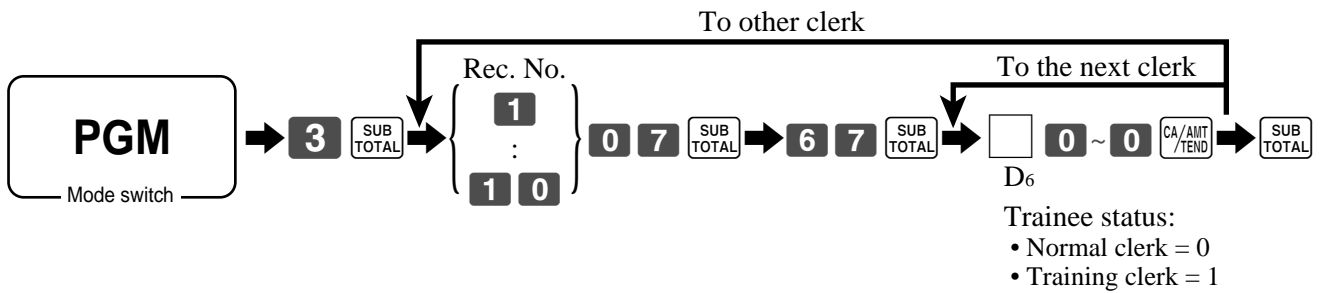 To other clerk
Rec. No.
To the next clerk
PGM
Mode switch
3 SUB TOTAL
1
:
1 0
0 7 SUB TOTAL
6 7 SUB TOTAL
0 ~ 0 CA/AMT /TEND
SUB TOTAL
D6
Trainee status:
• Normal clerk = 0
• Training clerk = 1